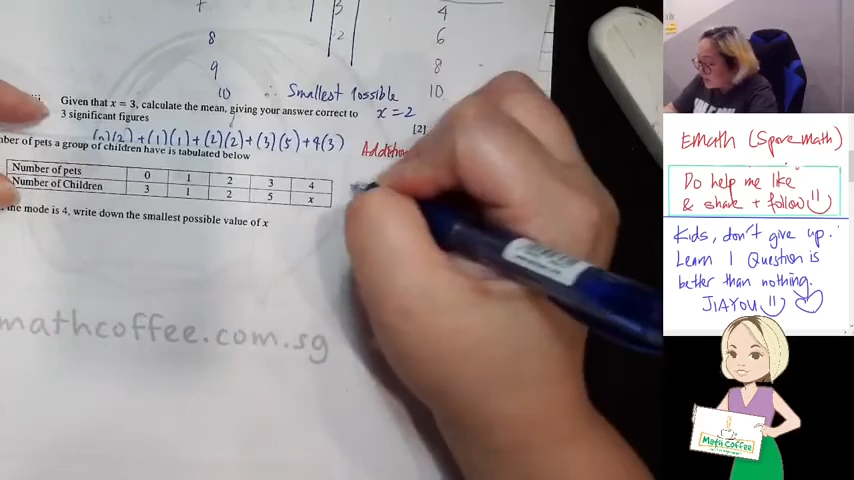 β
4
8
2
6
9
8
10
∴ Smallest Possible
10
Given that x = 3, calculate the mean, giving your answer correct to
x = 2
3 significant figures
[2]
(2) + (1)(1) + (2)(2) + (3)(5) + 4(3)
mber of pets a group of children have is tabulated below
Addition
Number of pets 0 1 2 3 4
Number of Children 3 1 2 5 x
the mode is 4, write down the smallest possible value of x
mathcoffee.com.sg
EMath (Spore Math)
Do help me like
& share + follow
Kids, don't give up.
Learn 1 Question is
better than nothing.
JIAYOU
Math Coffee